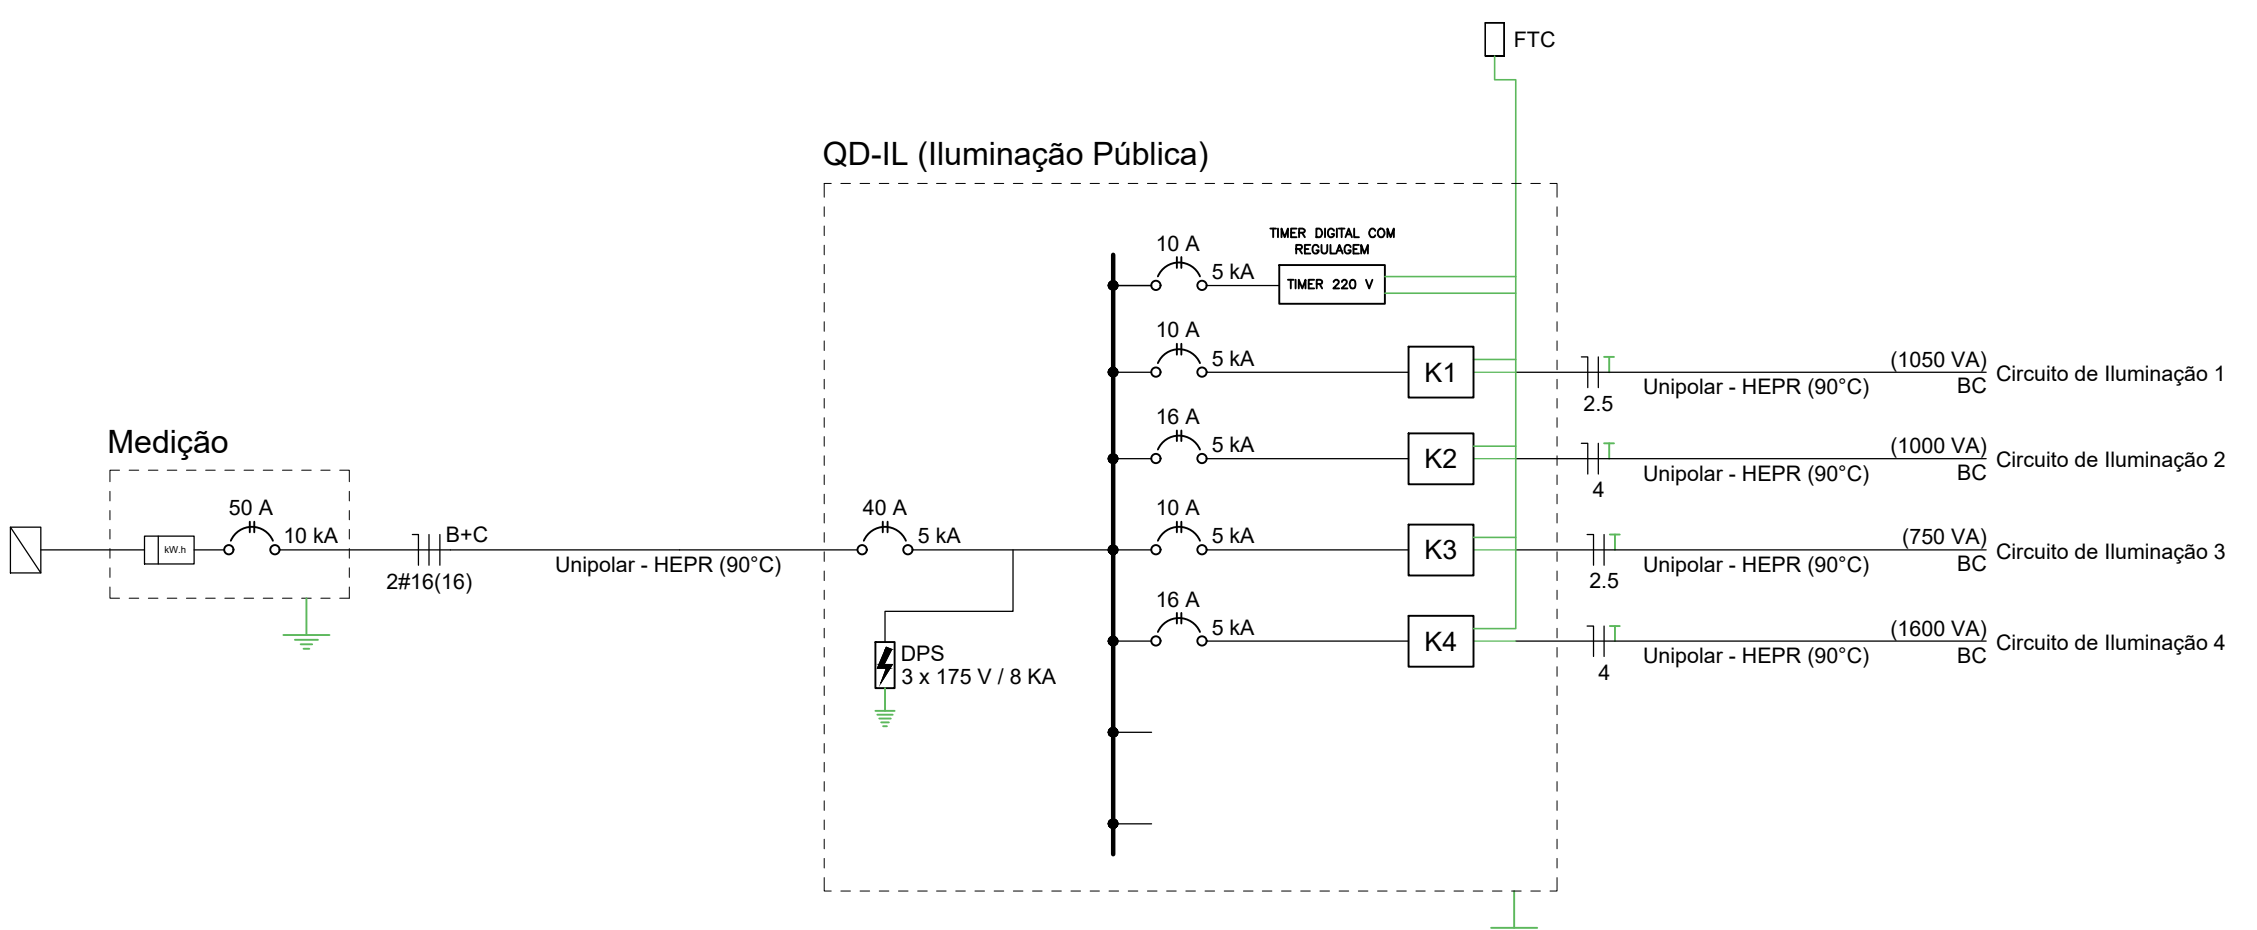 FTC
QD-IL (Iluminação Pública)
TIMER DIGITAL COM
REGULAGEM
10 A
5 kA
TIMER 220 V
10 A
5 kA
K1
(1050 VA)
BC
Circuito de Iluminação 1
Unipolar - HEPR (90°C)
2.5
16 A
5 kA
K2
(1000 VA)
BC
Circuito de Iluminação 2
Unipolar - HEPR (90°C)
4
Medição
50 A
10 kA
kW.h
B+C
2#16(16)
Unipolar - HEPR (90°C)
40 A
5 kA
10 A
5 kA
K3
(750 VA)
BC
Circuito de Iluminação 3
Unipolar - HEPR (90°C)
2.5
16 A
5 kA
K4
(1600 VA)
BC
Circuito de Iluminação 4
Unipolar - HEPR (90°C)
4
DPS
3 x 175 V / 8 KA